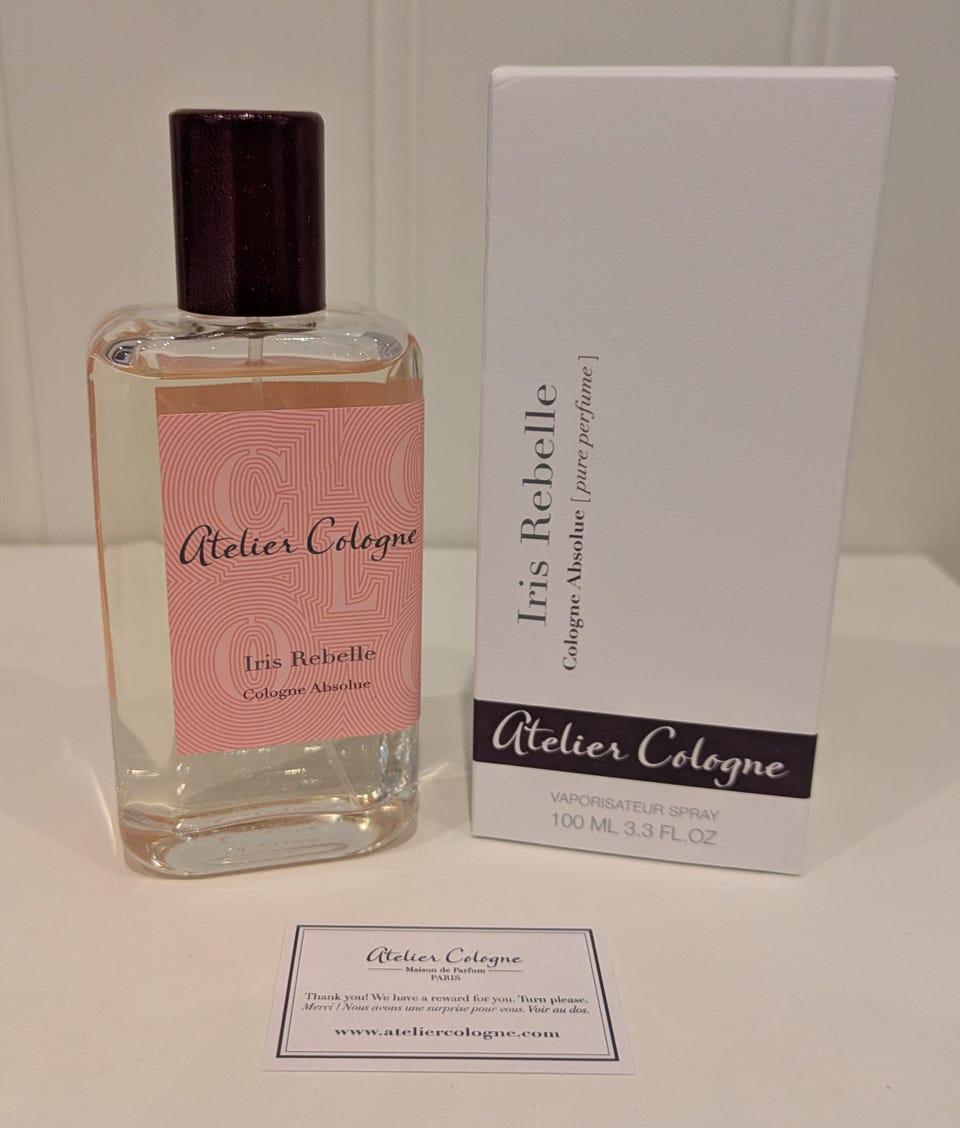 Atelier Cologne
Iris Rebelle
Cologne Absolue
Iris Rebelle
Cologne Absolue [pure perfume]
Atelier Cologne
VAPORISATEUR SPRAY
100 ML 3.3 FL.OZ
Atelier Cologne
Maison de Parfum
PARIS
Thank you! We have a reward for you. Turn please.
Merci ! Nous avons une surprise pour vous. Voir au dos.
www.ateliercologne.com